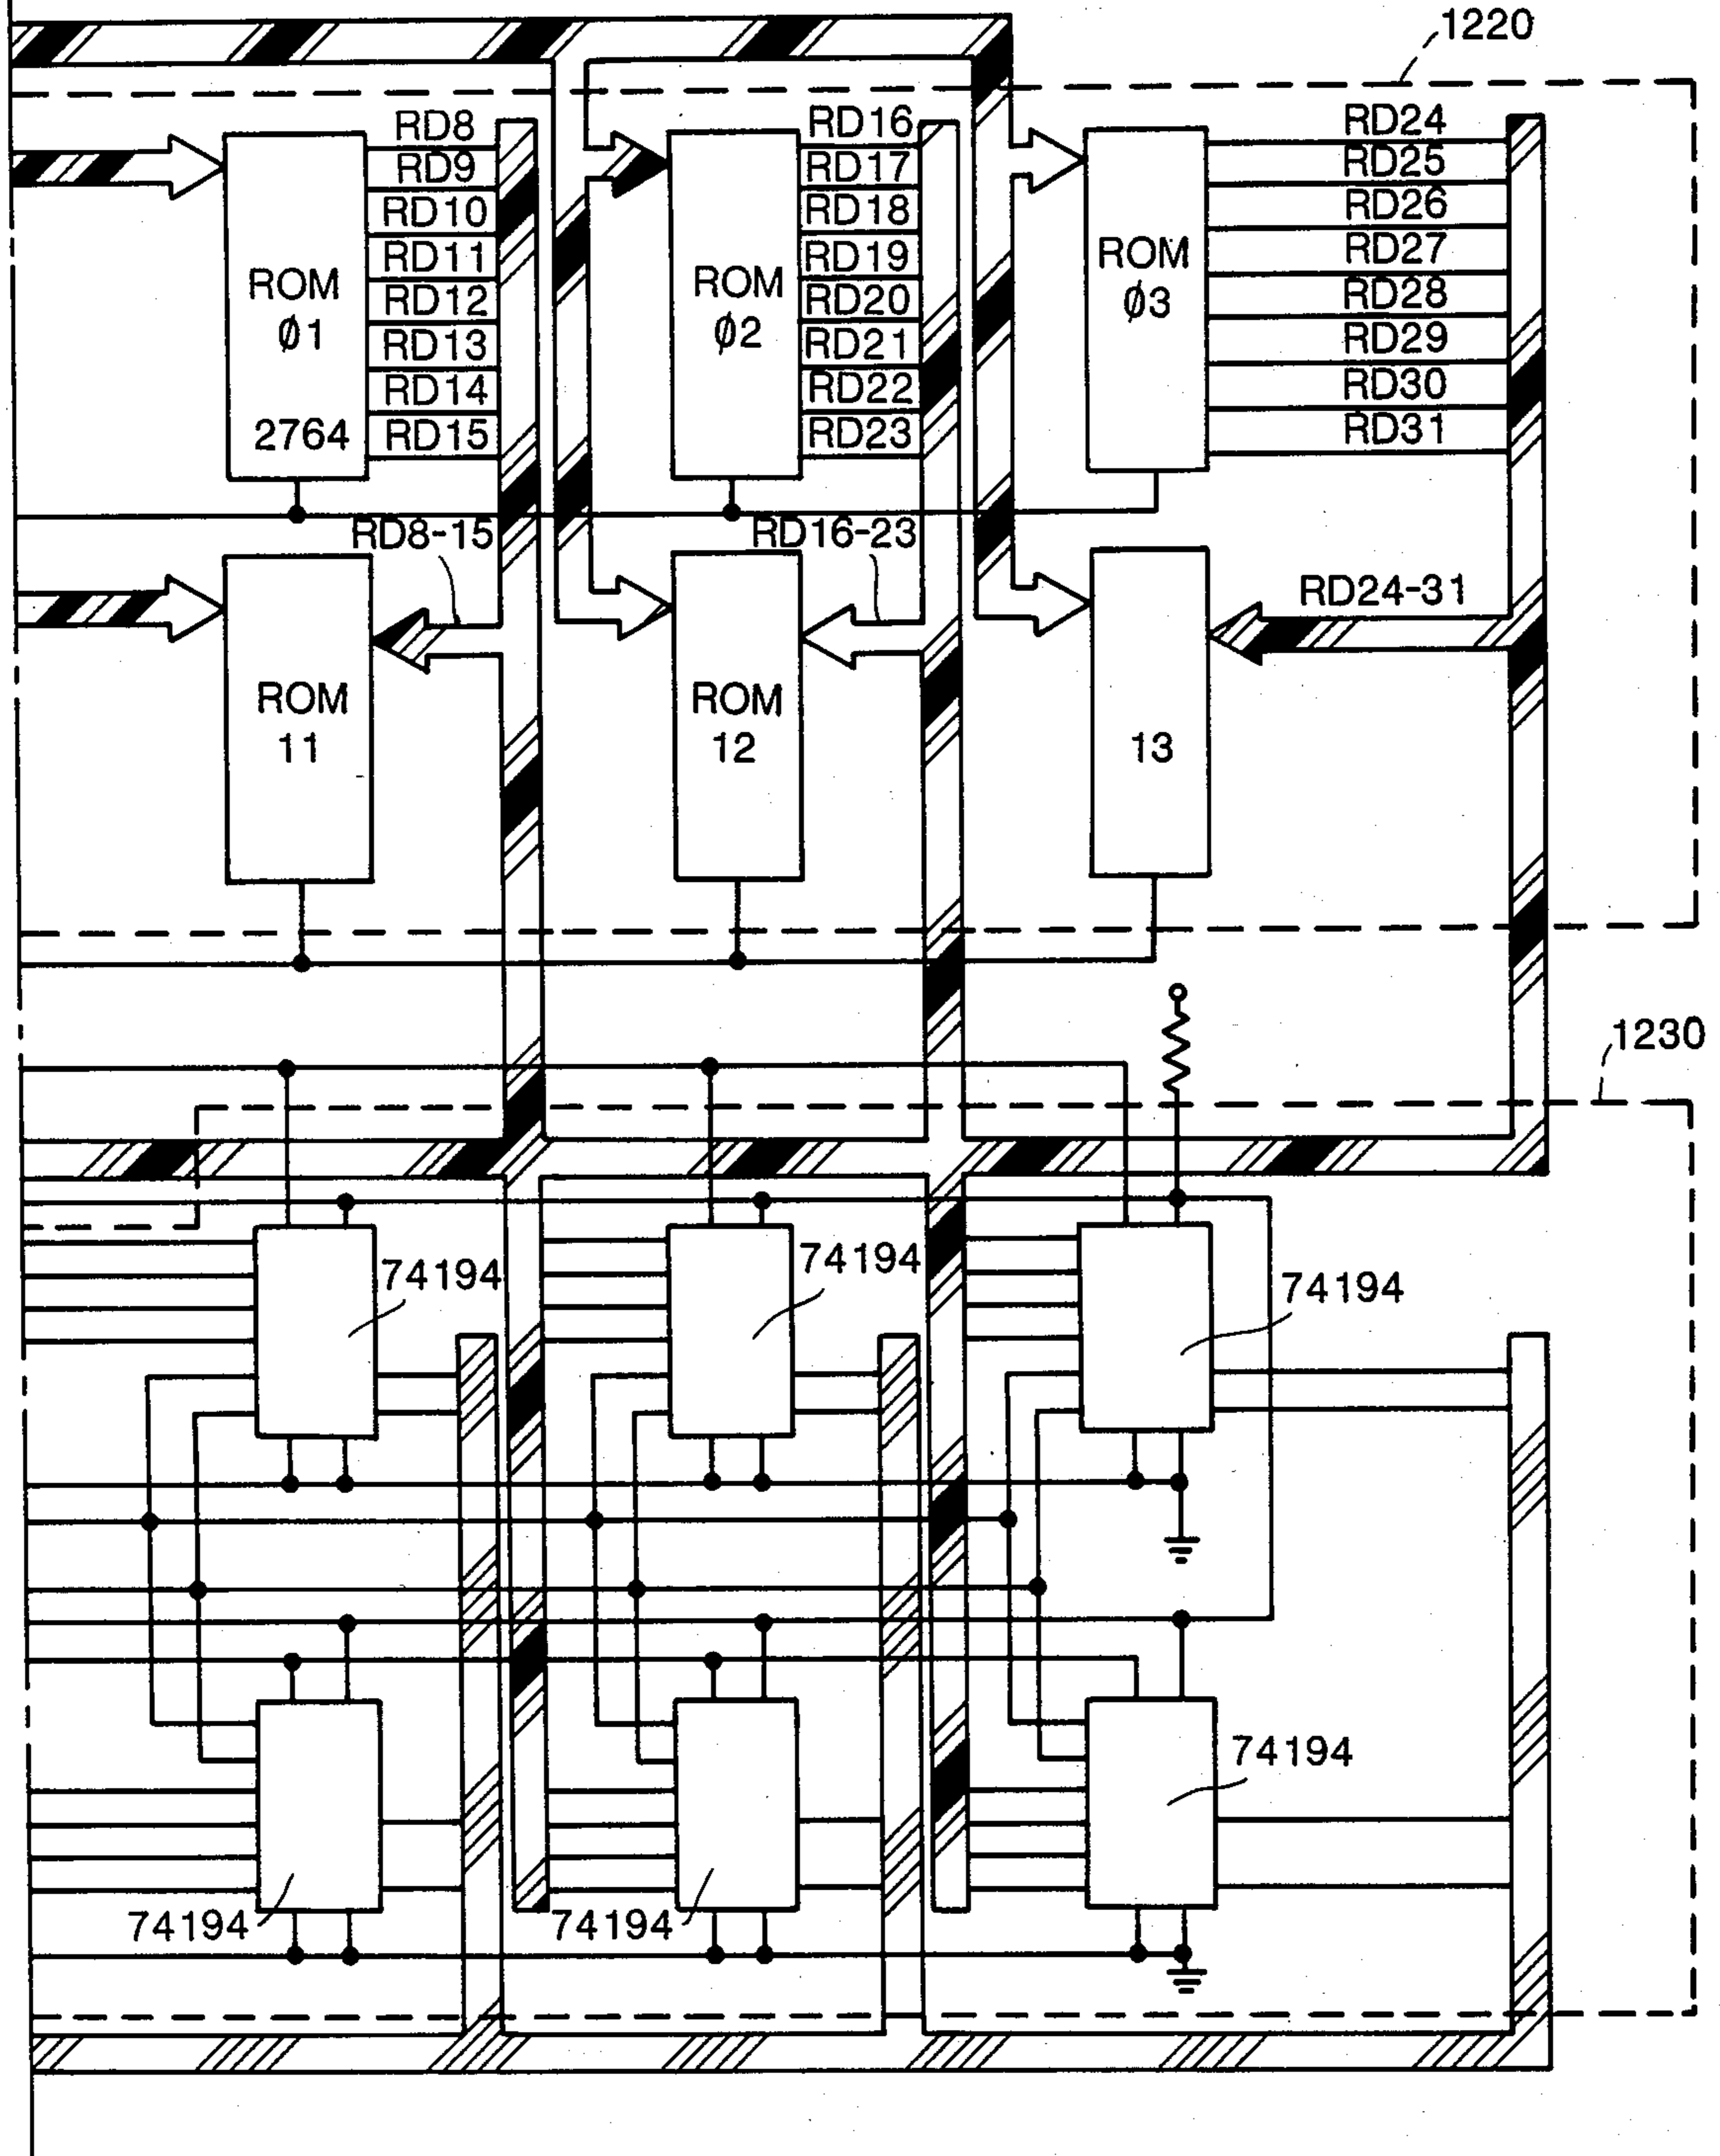 1220
RD8
RD9
RD10
RD11
RD12
RD13
RD14
RD15
ROM
Ø1
2764
RD16
RD17
RD18
RD19
RD20
RD21
RD22
RD23
ROM
Ø2
RD24
RD25
RD26
RD27
RD28
RD29
RD30
RD31
ROM
Ø3
RD8-15
RD16-23
RD24-31
ROM
11
ROM
12
13
1230
74194
74194
74194
74194
74194
74194